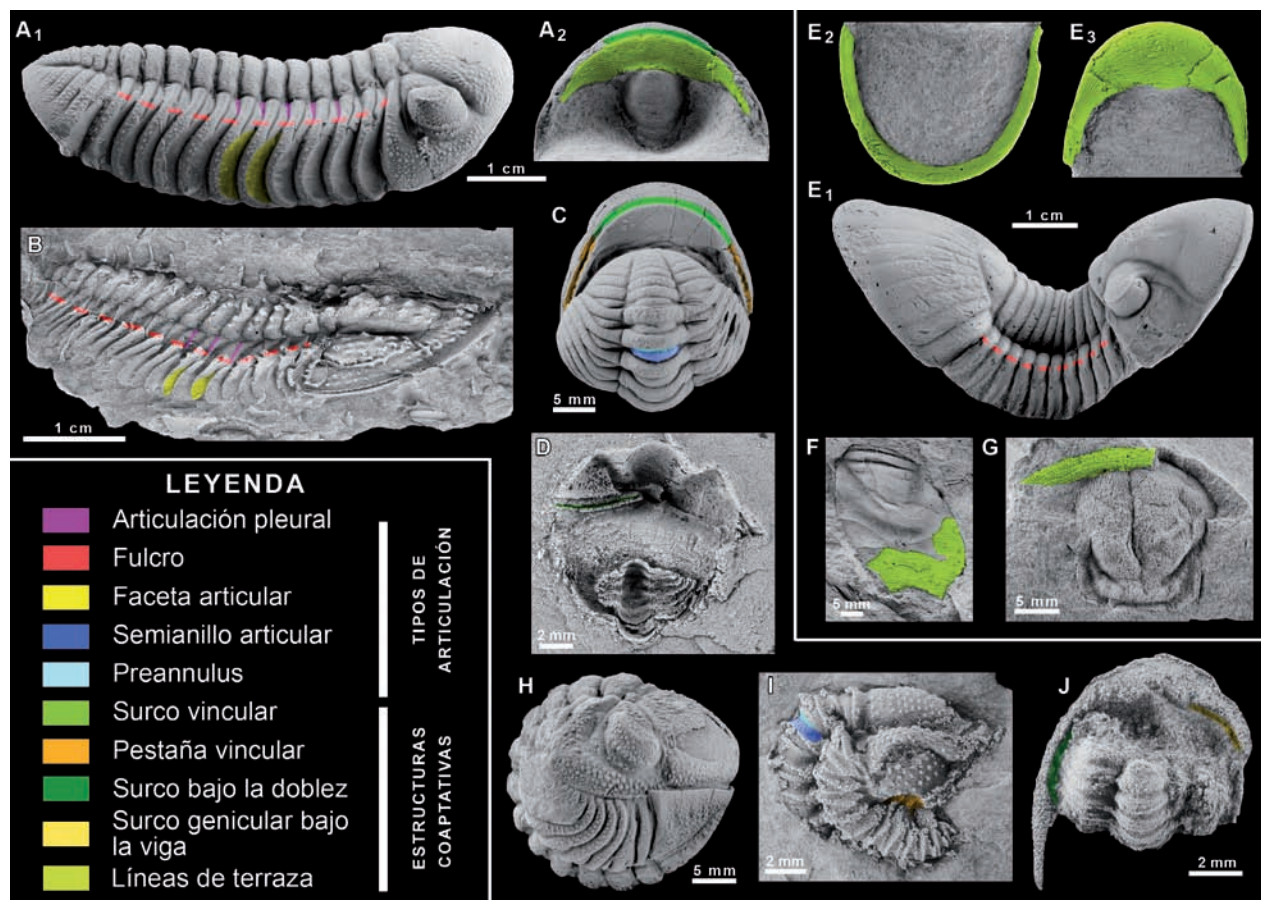 A1
1 cm
A2
B
1 cm
C
5 mm
D
2 mm
E2
E3
E1
1 cm
F
5 mm
G
5 mm
H
5 mm
I
2 mm
J
2 mm
LEYENDA
Articulación pleural
Fulcro
Faceta articular
Semianillo articular
Preannulus
Surco vincular
Pestaña vincular
Surco bajo la doblez
Surco genicular bajo
la viga
Líneas de terraza
TIPOS DE
ARTICULACIÓN
ESTRUCTURAS
COAPTATIVAS